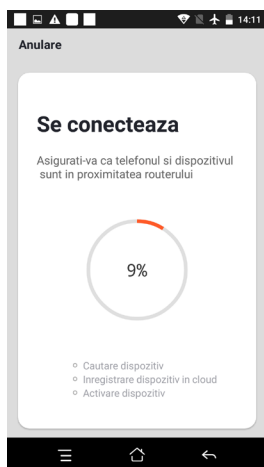 14:11
Anulare
Se conecteaza
Asigurati-va ca telefonul si dispozitivul
sunt in proximitatea routerului
9%
Cautare dispozitiv
Inregistrare dispozitiv in cloud
Activare dispozitiv